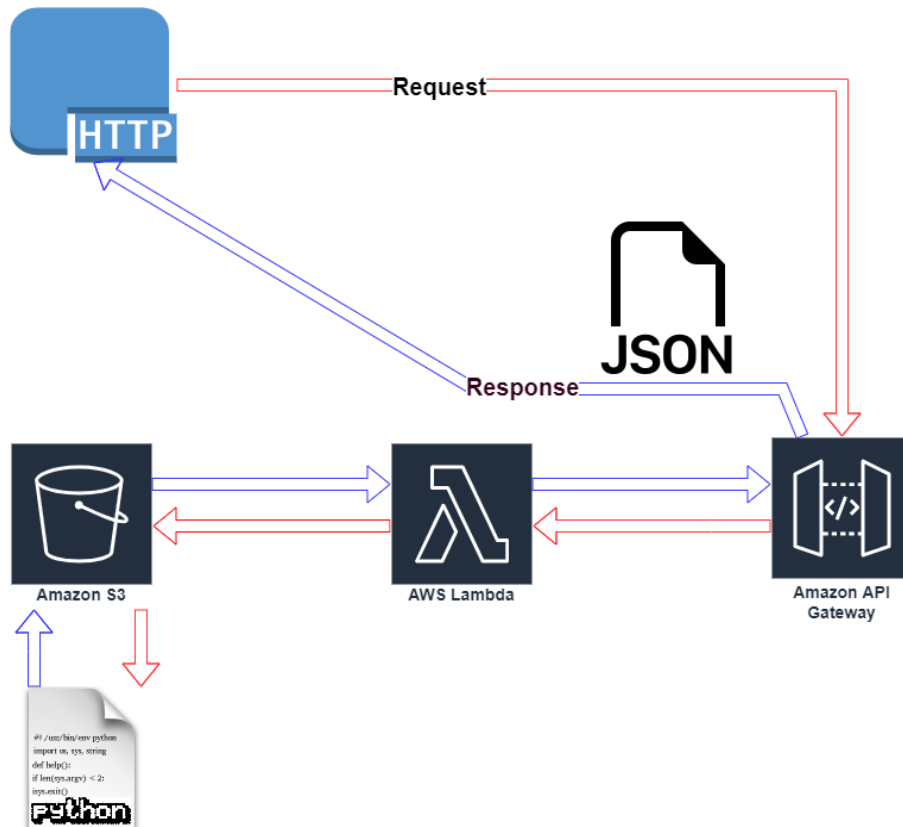 Request
HTTP
JSON
Response
</>
Amazon S3
AWS Lambda
Amazon API
Gateway
#! /usr/bin/env python
import os, sys, string
def help():
if len(sys.argv) < 2:
isys.exit()
python